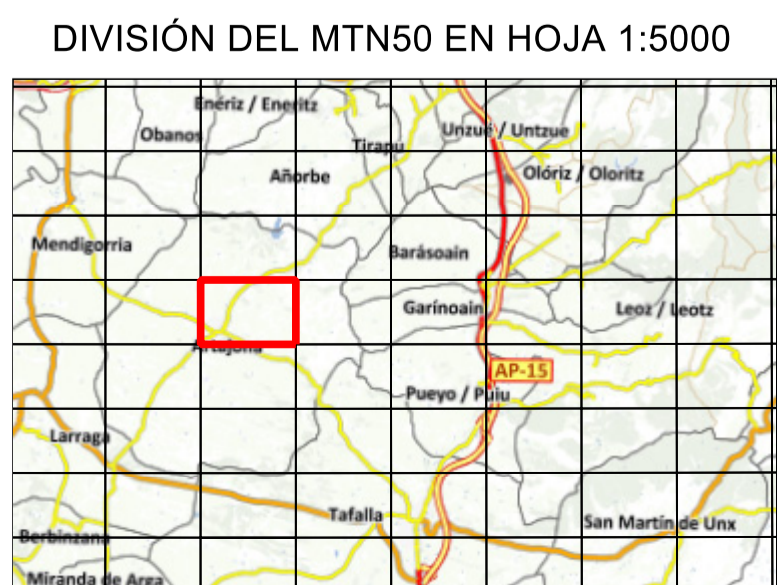 DIVISIÓN DEL MTN50 EN HOJA 1:5000
Enériz / Eneritz
Obanos
Unzué / Untzue
Tirapu
Añorbe
Olóriz / Oloritz
Mendigorria
Barásoain
Garínoain
Leoz / Leotz
Artajona
AP-15
Pueyo / Puiu
Larraga
Tafalla
San Martín de Unx
Berbinzana
Miranda de Arga